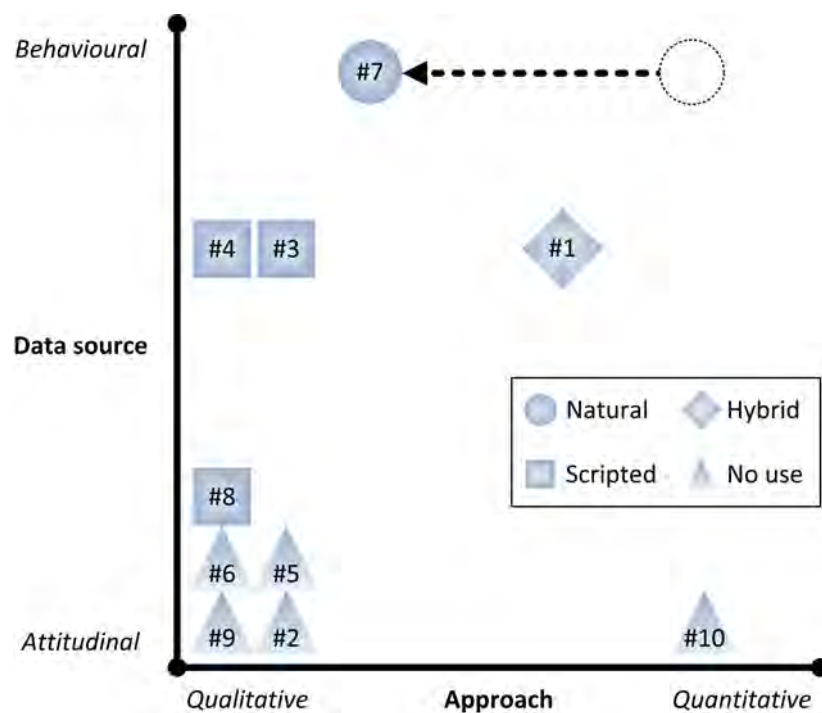 Behavioural
#7
#4
#3
#1
Data source
Natural
Hybrid
Scripted
No use
#8
#6
#5
#9
#2
#10
Attitudinal
Qualitative
Approach
Quantitative